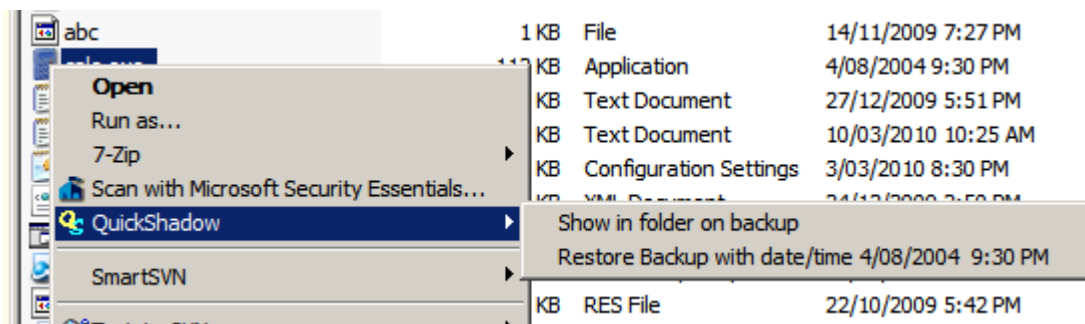 abc 1 KB File 14/11/2009 7:27 PM
KB Application 4/08/2004 9:30 PM
Open
KB Text Document 27/12/2009 5:51 PM
Run as...
KB Text Document 10/03/2010 10:25 AM
7-Zip
KB Configuration Settings 3/03/2010 8:30 PM
Scan with Microsoft Security Essentials...
QuickShadow
Show in folder on backup
Restore Backup with date/time 4/08/2004 9:30 PM
SmartSVN
KB RES File 22/10/2009 5:42 PM